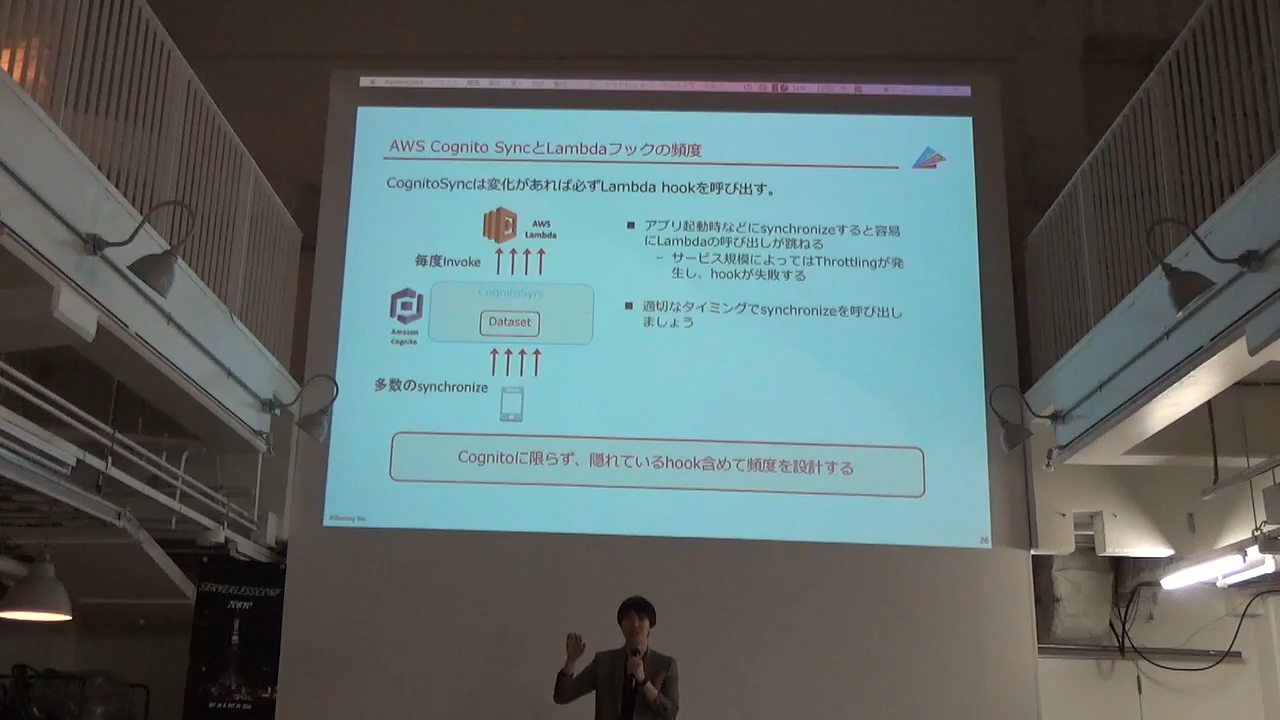 AWS Cognito SyncとLambdaフックの頻度
CognitoSyncは変化があれば必ずLambda hookを呼び出す。
AWS
Lambda
毎度Invoke
CognitoSync
Dataset
Amazon
Cognito
多数のsynchronize
■ アプリ起動時などにsynchronizeすると容易
にLambdaの呼び出しが跳ねる
– サービス規模によってはThrottlingが発
生し、hookが失敗する
■ 適切なタイミングでsynchronizeを呼び出し
ましょう
Cognitoに限らず、隠れているhook含めて頻度を設計する
26
SERVERLESSCONF
TOKYO